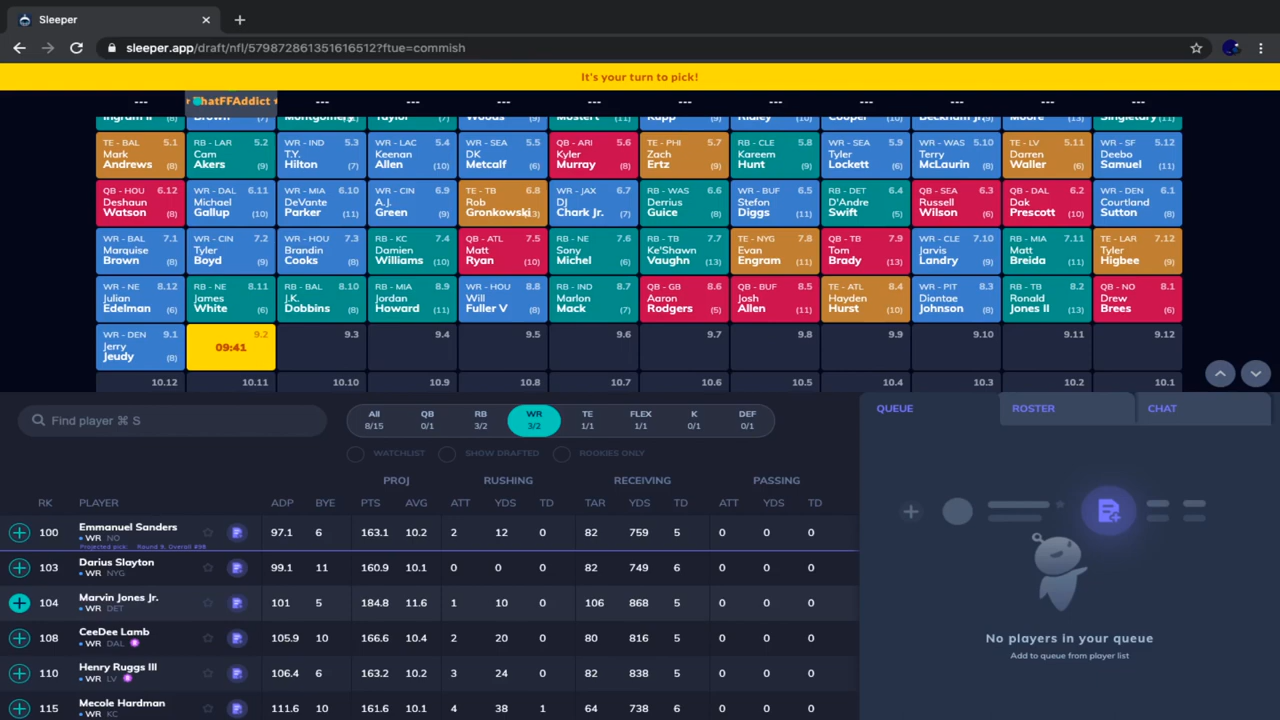 Sleeper
sleeper.app/draft/nfl/579872861351616512?ftue=commish
It's your turn to pick!
--- hatFFAddict --- --- --- --- --- --- --- --- --- ---
Ingram II Brown (7) Montgomery Taylor (7) Woods Mostert (11) Kupp Ridley (10) Cooper Beckham Jr. Moore (11) Singletary
TE - BAL 5.1 RB - LAR 5.2 WR - IND 5.3 WR - LAC 5.4 WR - SEA 5.5 QB - ARI 5.6 TE - PHI 5.7 RB - CLE 5.8 WR - SEA 5.9 WR - WAS 5.10 TE - LV 5.11 WR - SF 5.12
Mark Cam T.Y. Keenan DK Kyler Zach Kareem Tyler Terry Darren Deebo
Andrews (8) Akers (9) Hilton (7) Allen (10) Metcalf (6) Murray (8) Ertz (9) Hunt (9) Lockett (6) McLaurin (8) Waller (6) Samuel (11)
QB - HOU 6.12 WR - DAL 6.11 WR - MIA 6.10 WR - CIN 6.9 TE - TB 6.8 WR - JAX 6.7 RB - WAS 6.6 WR - BUF 6.5 RB - DET 6.4 QB - SEA 6.3 QB - DAL 6.2 WR - DEN 6.1
Deshaun Michael DeVante A.J. Rob DJ Derrius Stefon D'Andre Russell Dak Courtland
Watson (8) Gallup (10) Parker (11) Green (9) Gronkowski (13) Chark Jr. (7) Guice (8) Diggs (11) Swift (5) Wilson (6) Prescott (10) Sutton (8)
WR - BAL 7.1 WR - CIN 7.2 WR - HOU 7.3 RB - KC 7.4 QB - ATL 7.5 RB - NE 7.6 RB - TB 7.7 TE - NYG 7.8 QB - TB 7.9 WR - CLE 7.10 RB - MIA 7.11 TE - LAR 7.12
Marquise Tyler Brandin Damien Matt Sony Ke'Shawn Evan Tom Jarvis Matt Tyler
Brown (8) Boyd (9) Cooks (8) Williams (10) Ryan (10) Michel (6) Vaughn (13) Engram (11) Brady (13) Landry (9) Breida (11) Higbee (9)
WR - NE 8.12 RB - NE 8.11 RB - BAL 8.10 RB - MIA 8.9 WR - HOU 8.8 RB - IND 8.7 QB - GB 8.6 QB - BUF 8.5 TE - ATL 8.4 WR - PIT 8.3 RB - TB 8.2 QB - NO 8.1
Julian James J.K. Jordan Will Marlon Aaron Josh Hayden Diontae Ronald Drew
Edelman (6) White (6) Dobbins (8) Howard (11) Fuller V (8) Mack (7) Rodgers (5) Allen (11) Hurst (10) Johnson (8) Jones II (13) Brees (6)
WR - DEN 9.1 9.2 9.3 9.4 9.5 9.6 9.7 9.8 9.9 9.10 9.11 9.12
Jerry 09:41
Jeudy (8)
10.12 10.11 10.10 10.9 10.8 10.7 10.6 10.5 10.4 10.3 10.2 10.1
Find player ⌘ S
All QB RB WR TE FLEX K DEF
8/15 0/1 3/2 3/2 1/1 1/1 0/1 0/1
QUEUE ROSTER CHAT
WATCHLIST SHOW DRAFTED ROOKIES ONLY
PROJ RUSHING RECEIVING PASSING
RK PLAYER ADP BYE PTS AVG ATT YDS TD TAR YDS TD ATT YDS TD
100 Emmanuel Sanders 97.1 6 163.1 10.2 2 12 0 82 759 5 0 0 0
WR NO
Projected pick: Round 9, Overall #98
103 Darius Slayton 99.1 11 160.9 10.1 0 0 0 82 749 6 0 0 0
WR NYG
104 Marvin Jones Jr. 101 5 184.8 11.6 1 10 0 106 868 5 0 0 0
WR DET
108 CeeDee Lamb 105.9 10 166.6 10.4 2 20 0 80 816 5 0 0 0
WR DAL
110 Henry Ruggs III 106.4 6 163.2 10.2 3 24 0 82 838 5 0 0 0
WR LV
115 Mecole Hardman 111.6 10 161.6 10.1 4 38 1 64 738 6 0 0 0
WR KC
No players in your queue
Add to queue from player list